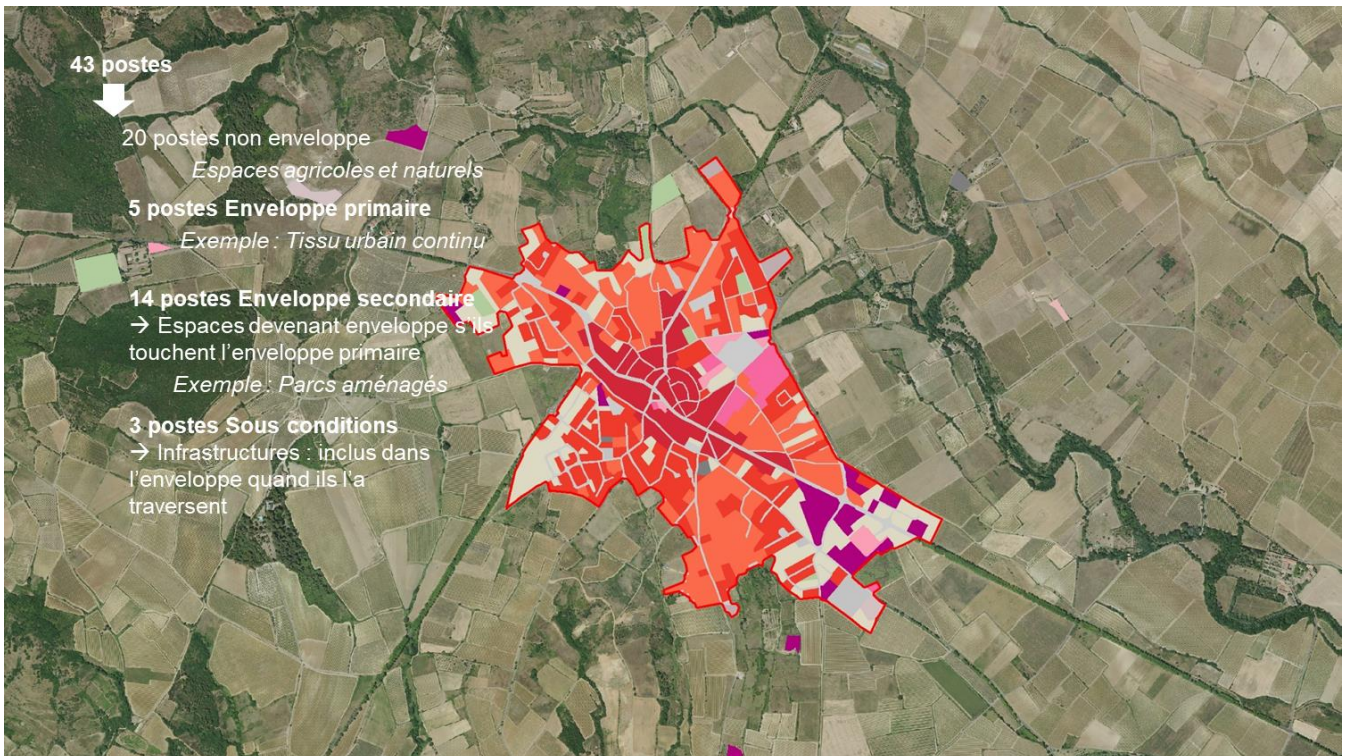 43 postes
20 postes non enveloppe
Espaces agricoles et naturels
5 postes Enveloppe primaire
Exemple : Tissu urbain continu
14 postes Enveloppe secondaire
→ Espaces devenant enveloppe s'ils
touchent l'enveloppe primaire
Exemple : Parcs aménagés
3 postes Sous conditions
→ Infrastructures : inclus dans
l'enveloppe quand ils l'a
traversent